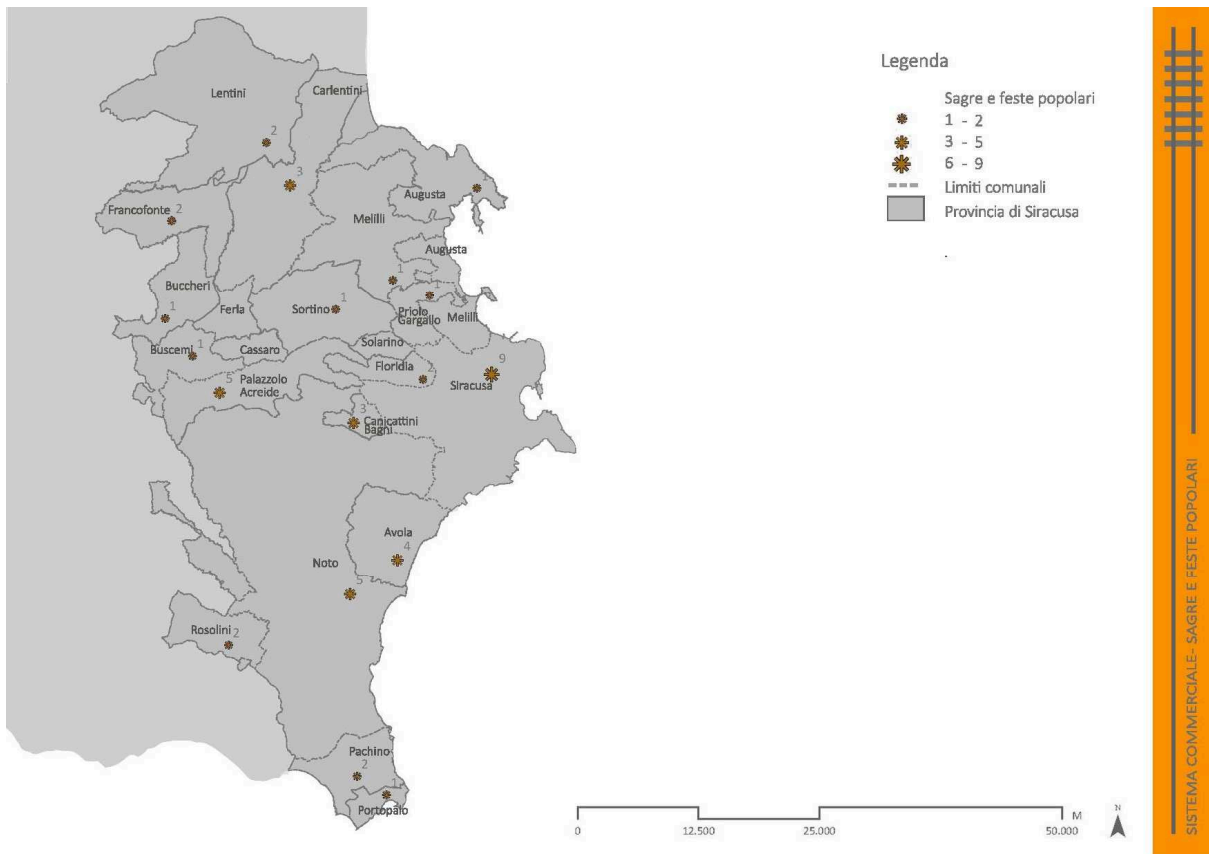 Legenda
Sagre e feste popolari
1 - 2
3 - 5
6 - 9
Limiti comunali
Provincia di Siracusa
Lentini
Carlentini
2
3
Augusta
Francofonte
2
Melilli
Augusta
Buccheri
1
1
Ferla
Sortino
1
Priolo
Gargallo
Melilli
1
Buscemi
1
Cassaro
Solarino
Floridia
2
9
Siracusa
5
Palazzolo
Acreide
3
Canicattini
Bagni
Avola
4
Noto
5
Rosolini
2
Pachino
2
1
Portopalo
0
12.500
25.000
50.000
M
N
SISTEMA COMMERCIALE- SAGRE E FESTE POPOLARI